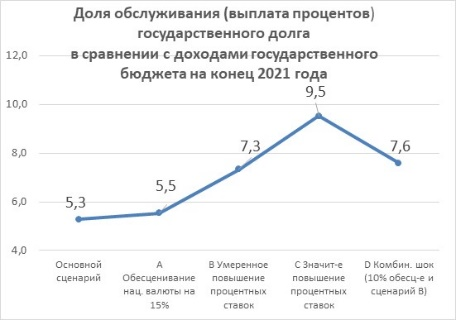 Доля обслуживания (выплата процентов)
государственного долга
в сравнении с доходами государственного
бюджета на конец 2021 года
12,0
10,0
8,0
6,0
4,0
5,3
5,5
7,3
9,5
7,6
Основной
сценарий
A
Обесценивание
нац. валюты на
15%
B Умеренное
повышение
процентных
ставок
C Значит-е
повышение
процентных
ставок
D Комбин. шок
(10% обесц-е и
сценарий B)